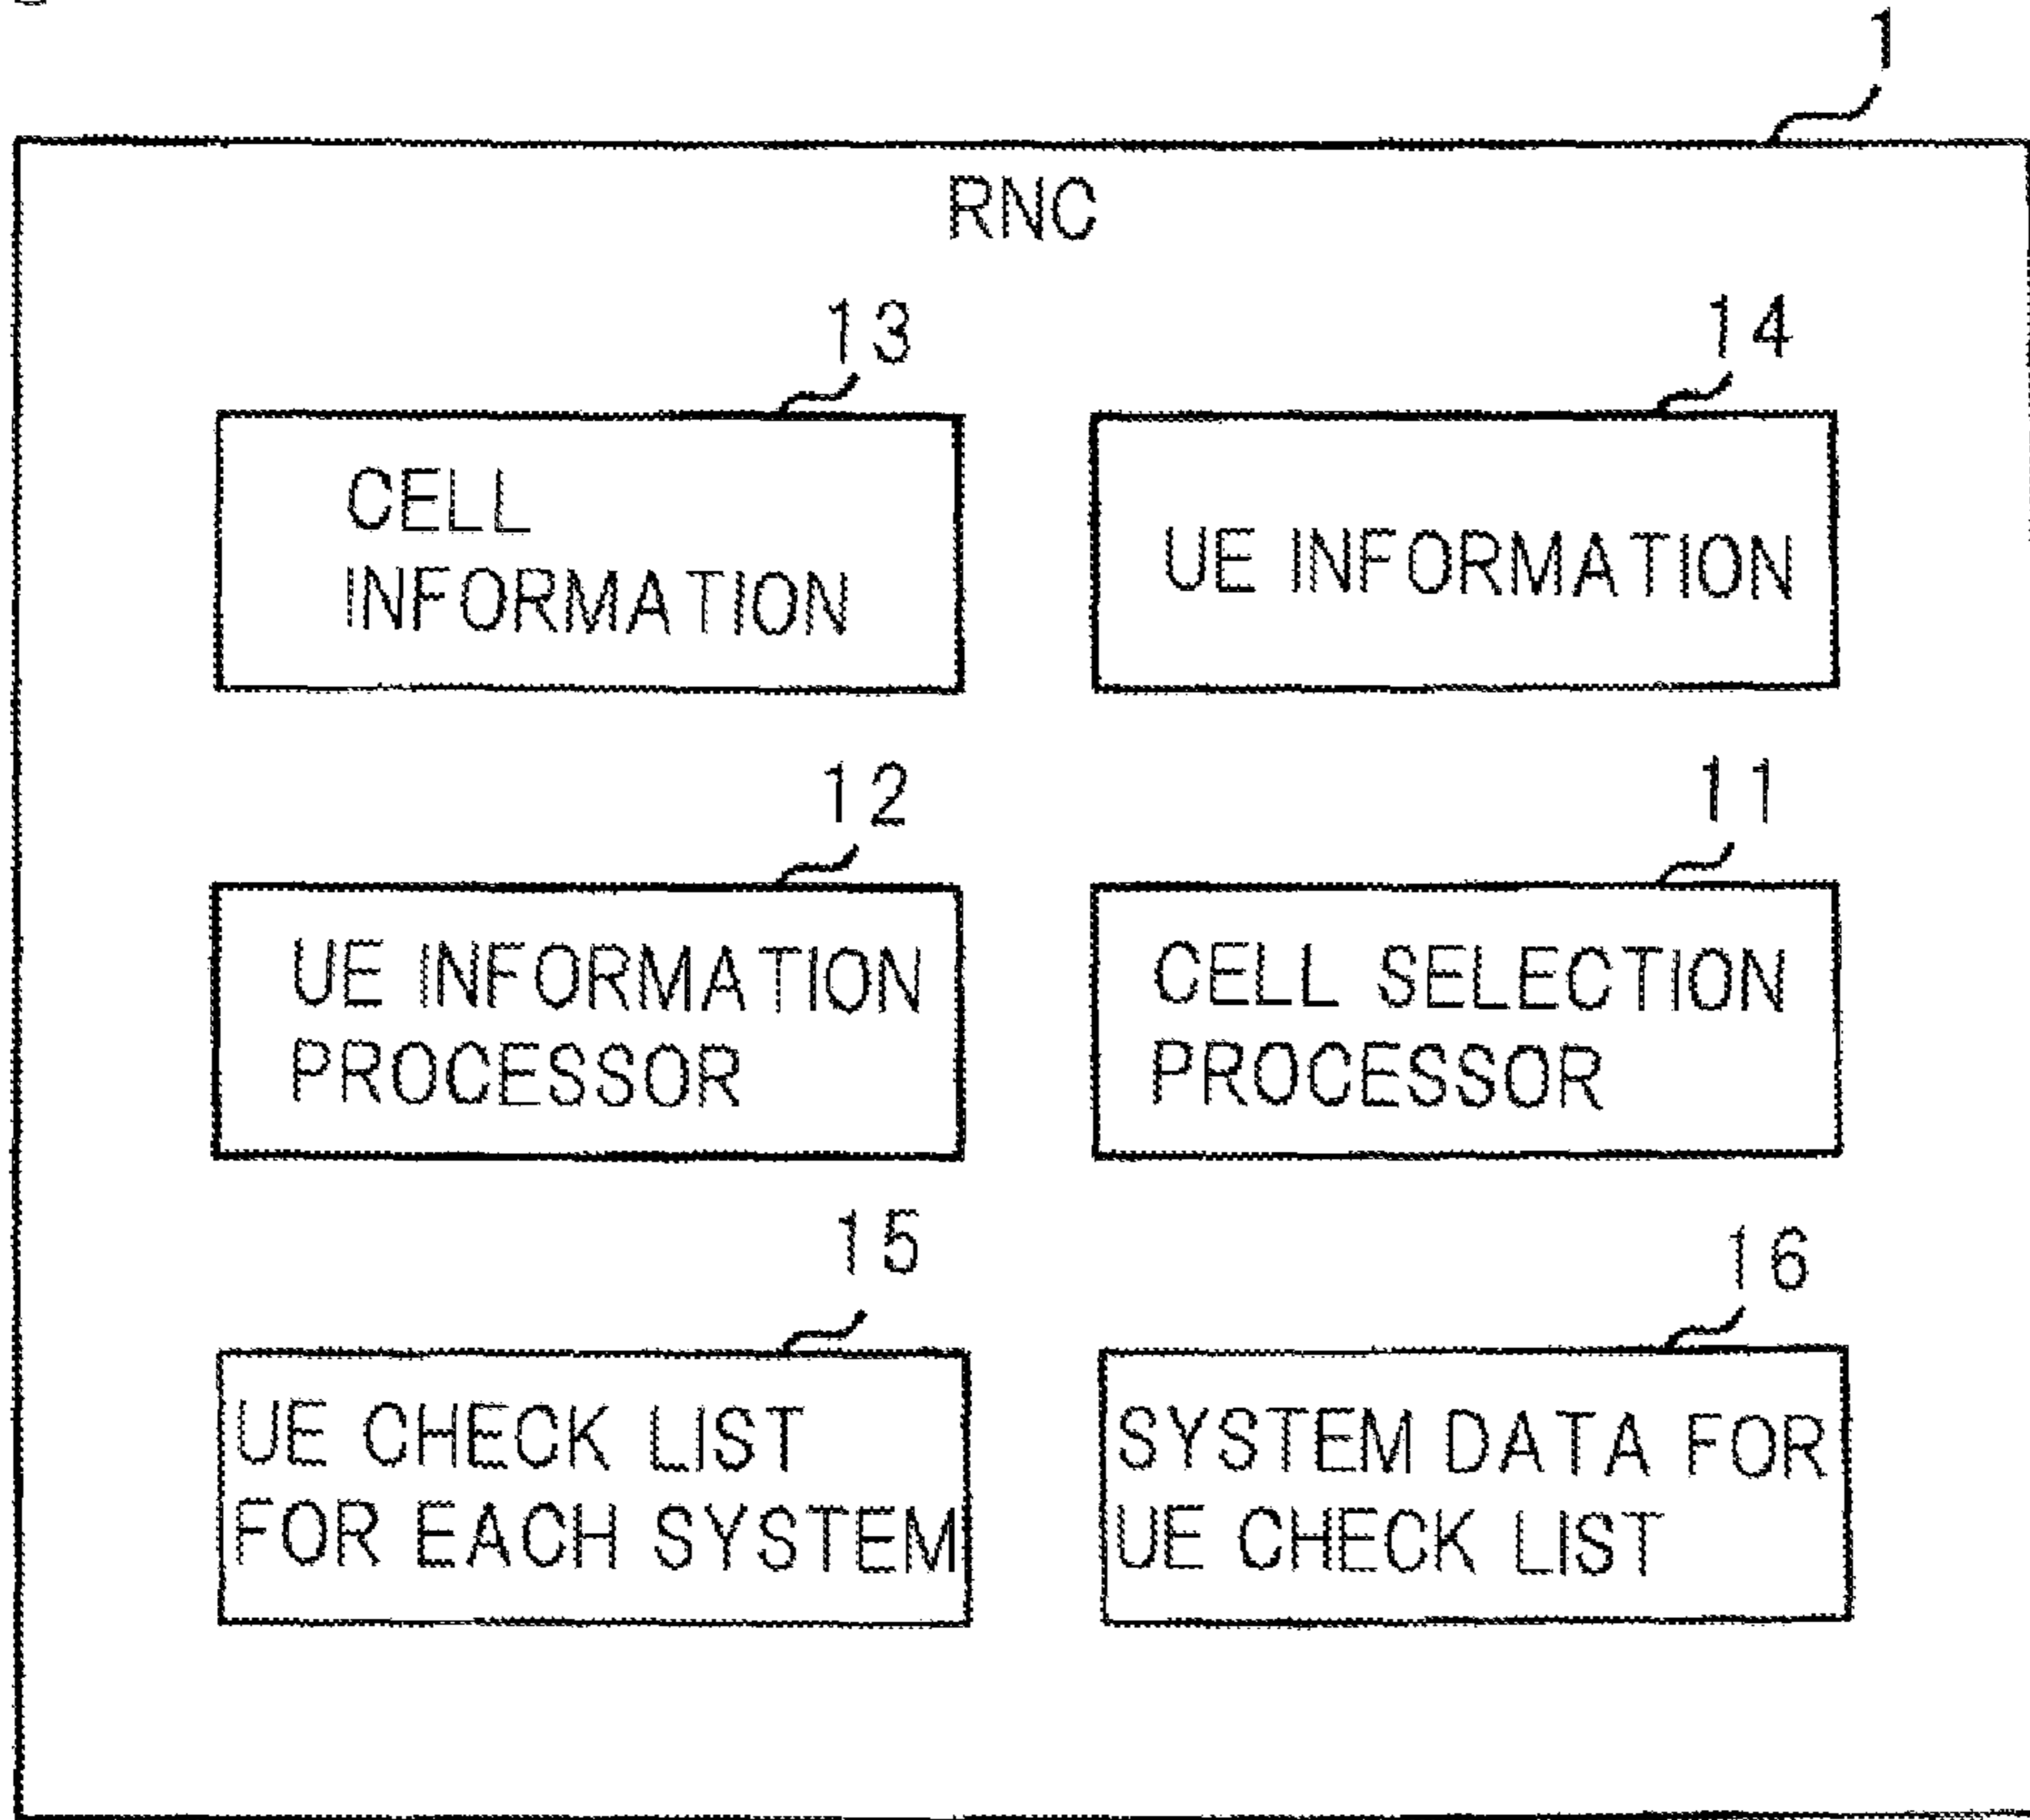 1
RNC
13
14
CELL
INFORMATION
UE INFORMATION
12
11
UE INFORMATION
PROCESSOR
CELL SELECTION
PROCESSOR
15
16
UE CHECK LIST
FOR EACH SYSTEM
SYSTEM DATA FOR
UE CHECK LIST